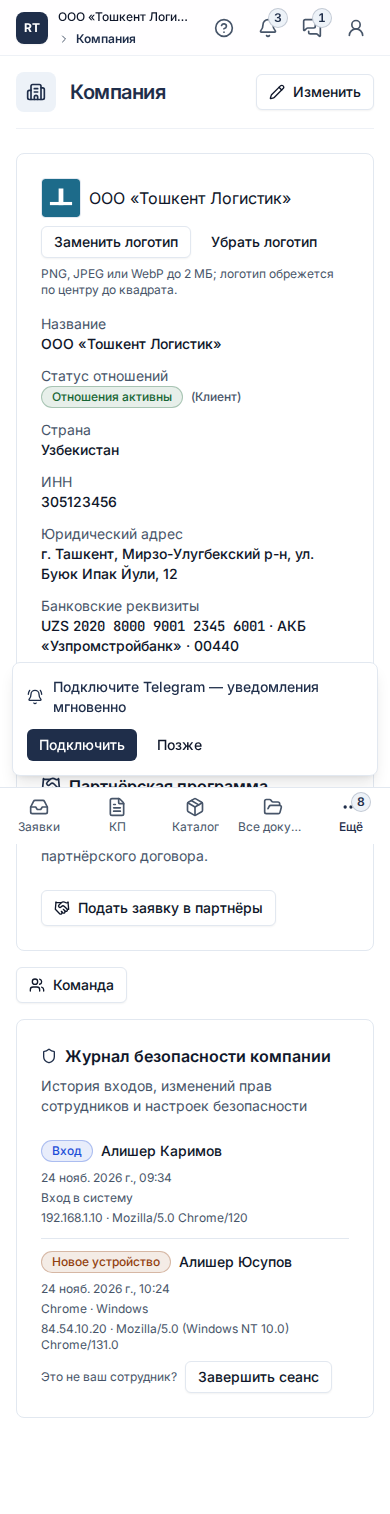 RT
ООО «Тошкент Логи...
Компания
3
1
Компания
Изменить
ООО «Тошкент Логистик»
Заменить логотип
Убрать логотип
PNG, JPEG или WebP до 2 МБ; логотип обрежется
по центру до квадрата.
Название
ООО «Тошкент Логистик»
Статус отношений
Отношения активны (Клиент)
Страна
Узбекистан
ИНН
305123456
Юридический адрес
г. Ташкент, Мирзо-Улугбекский р-н, ул.
Буюк Ипак Йули, 12
Банковские реквизиты
UZS 2020 8000 9001 2345 6001 · АКБ
«Узпромстройбанк» · 00440
Подключите Telegram — уведомления
мгновенно
Подключить
Позже
Партнёрская программа
Заявки
КП
Каталог
Все доку...
8
Ещё
партнёрского договора.
Подать заявку в партнёры
Команда
Журнал безопасности компании
История входов, изменений прав
сотрудников и настроек безопасности
Вход Алишер Каримов
24 нояб. 2026 г., 09:34
Вход в систему
192.168.1.10 · Mozilla/5.0 Chrome/120
Новое устройство Алишер Юсупов
24 нояб. 2026 г., 10:24
Chrome · Windows
84.54.10.20 · Mozilla/5.0 (Windows NT 10.0)
Chrome/131.0
Это не ваш сотрудник? Завершить сеанс